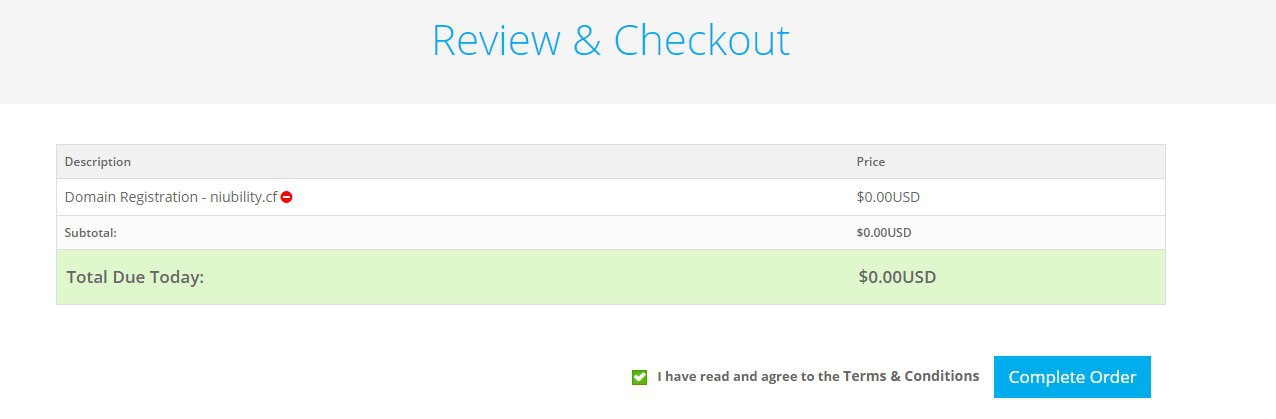 Review & Checkout
Description Price
Domain Registration - niubility.cf $0.00USD
Subtotal: $0.00USD
Total Due Today: $0.00USD
I have read and agree to the Terms & Conditions Complete Order